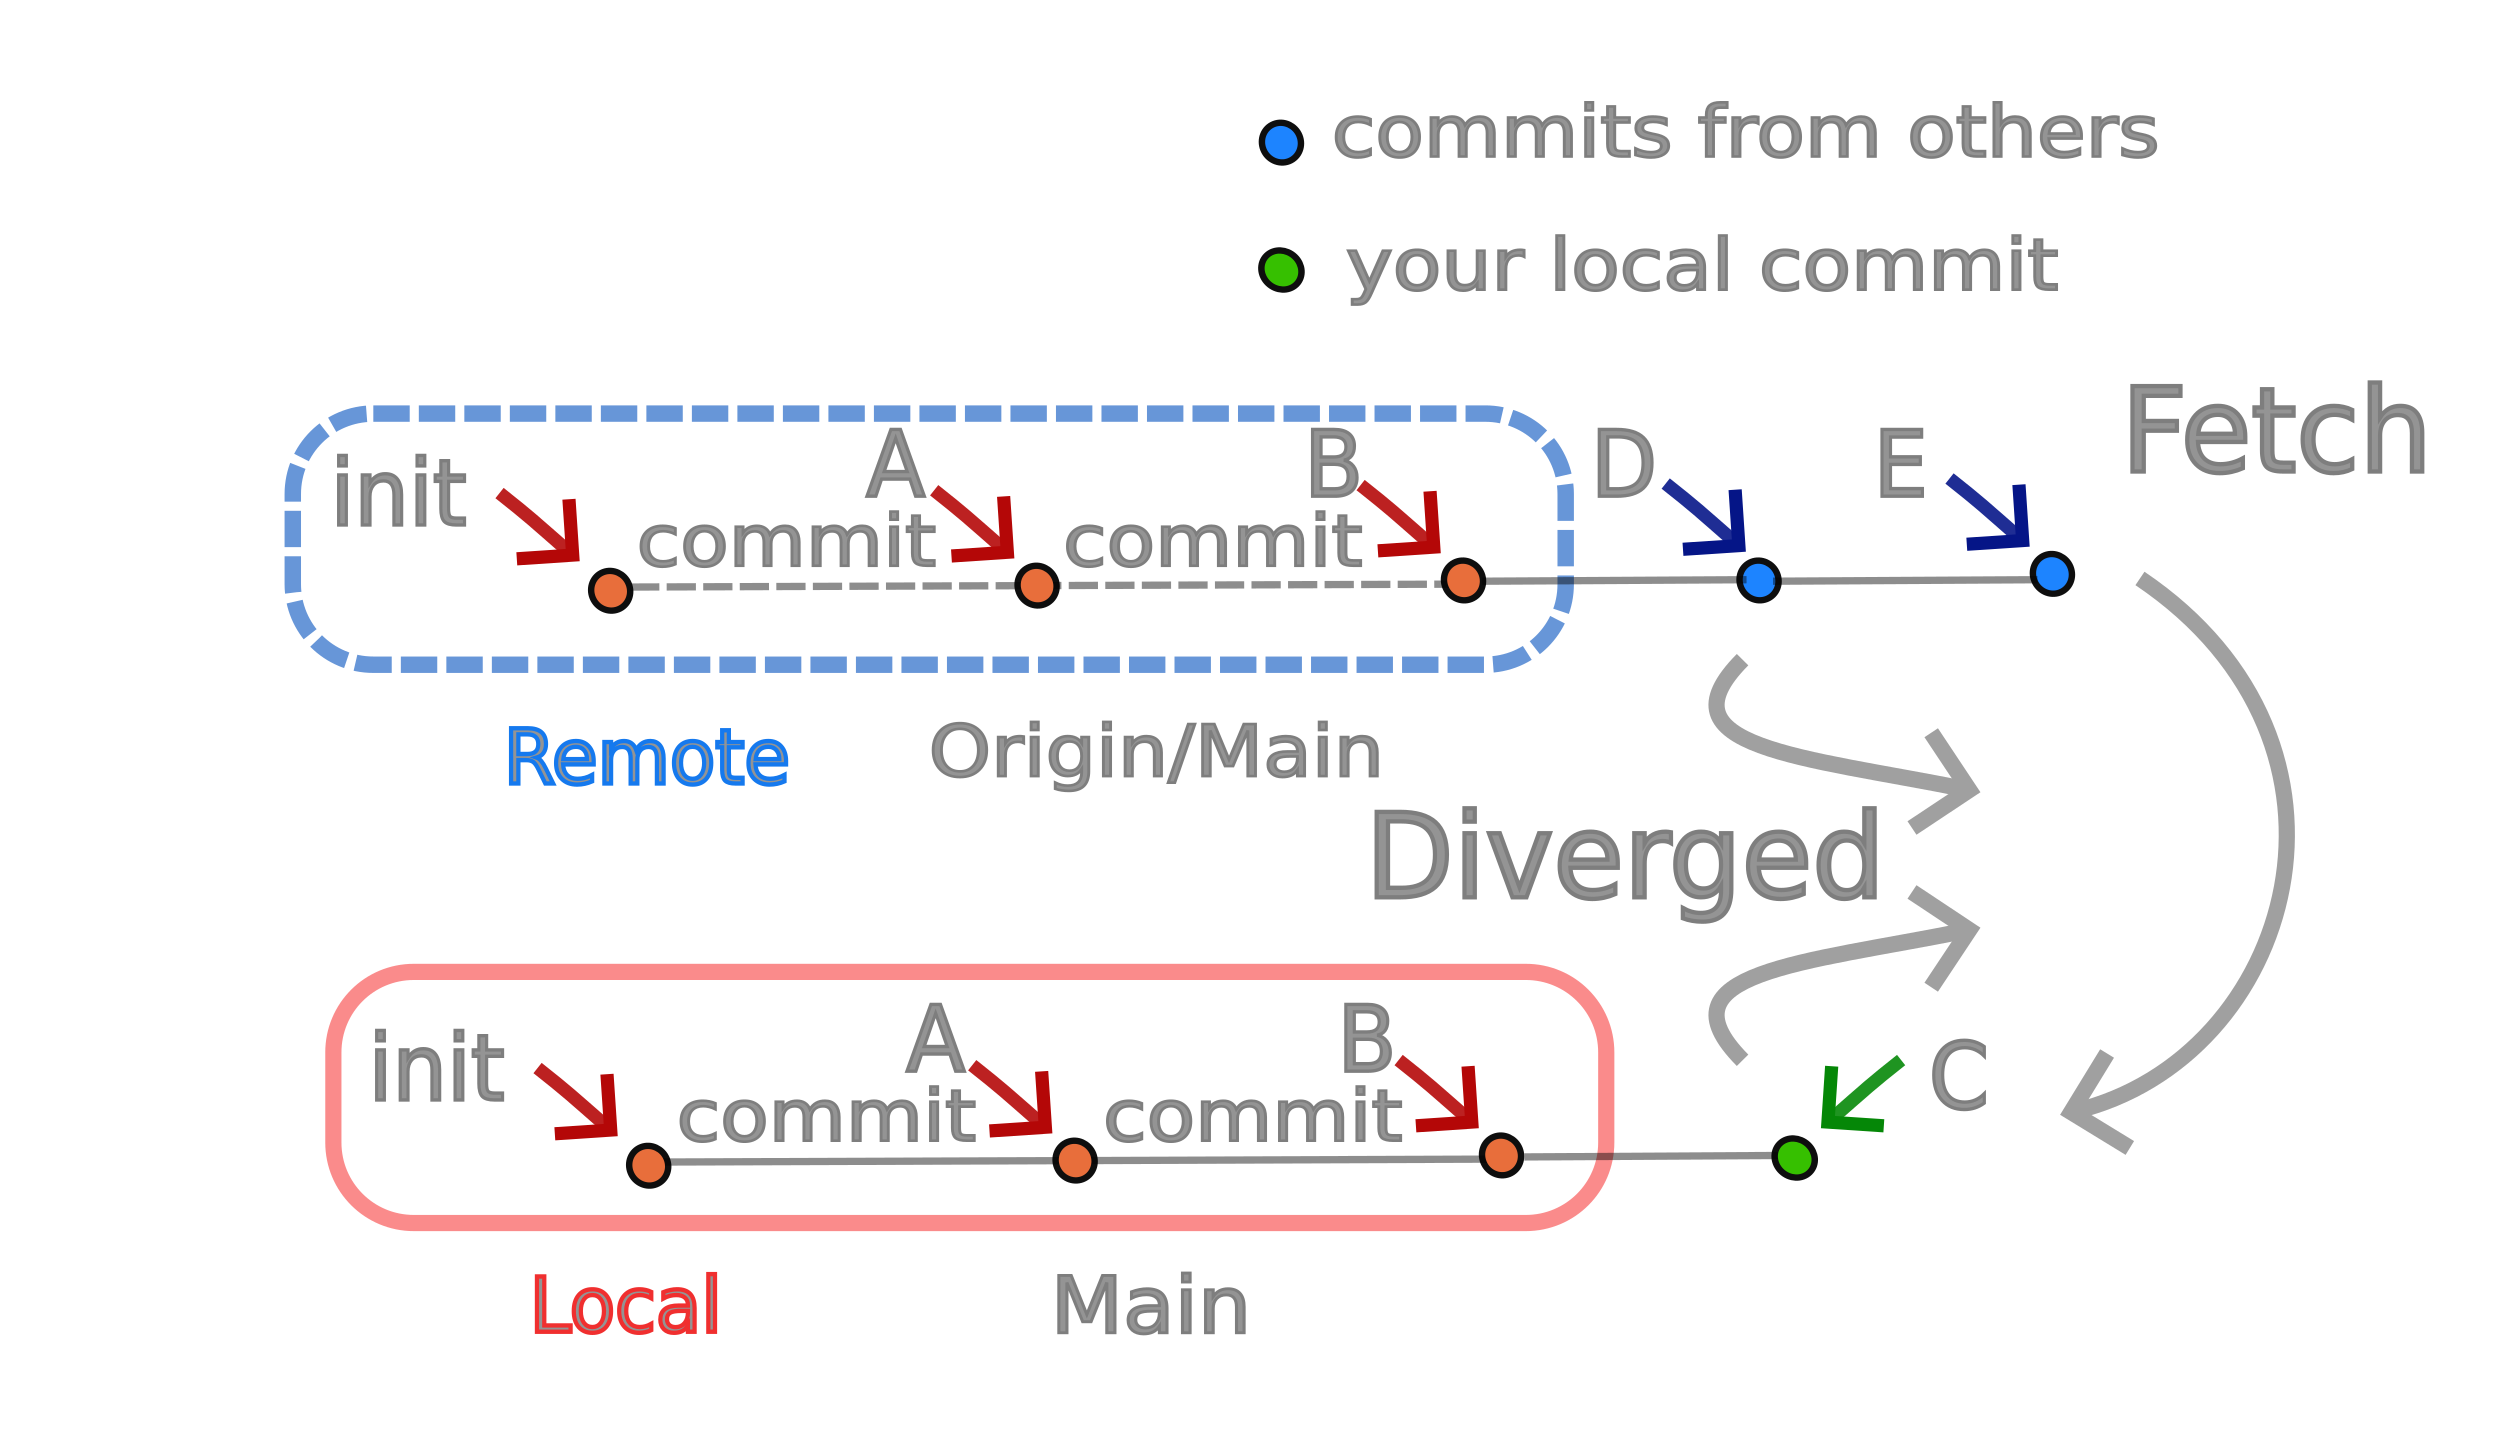 commits from others
your local commit
Fetch
init
A
B
D
E
commit
commit
Remote
Origin/Main
Diverged
init
A
B
C
commit
commit
Local
Main